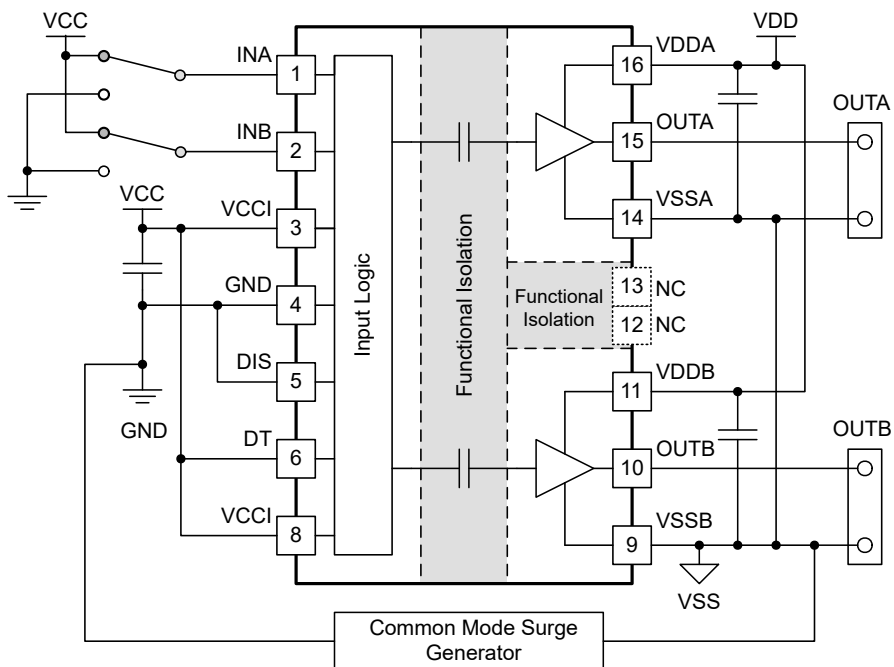 VCC
INA
1
INB
2
VCC
VCCI
3
GND
4
DIS
5
GND
DT
6
VCCI
8
Input Logic
Functional Isolation
Functional
Isolation
VDD
VDDA
16
OUTA
15
VSSA
14
13
NC
12
NC
VDDB
11
OUTB
10
VSSB
9
VSS
OUTA
OUTB
Common Mode Surge
Generator